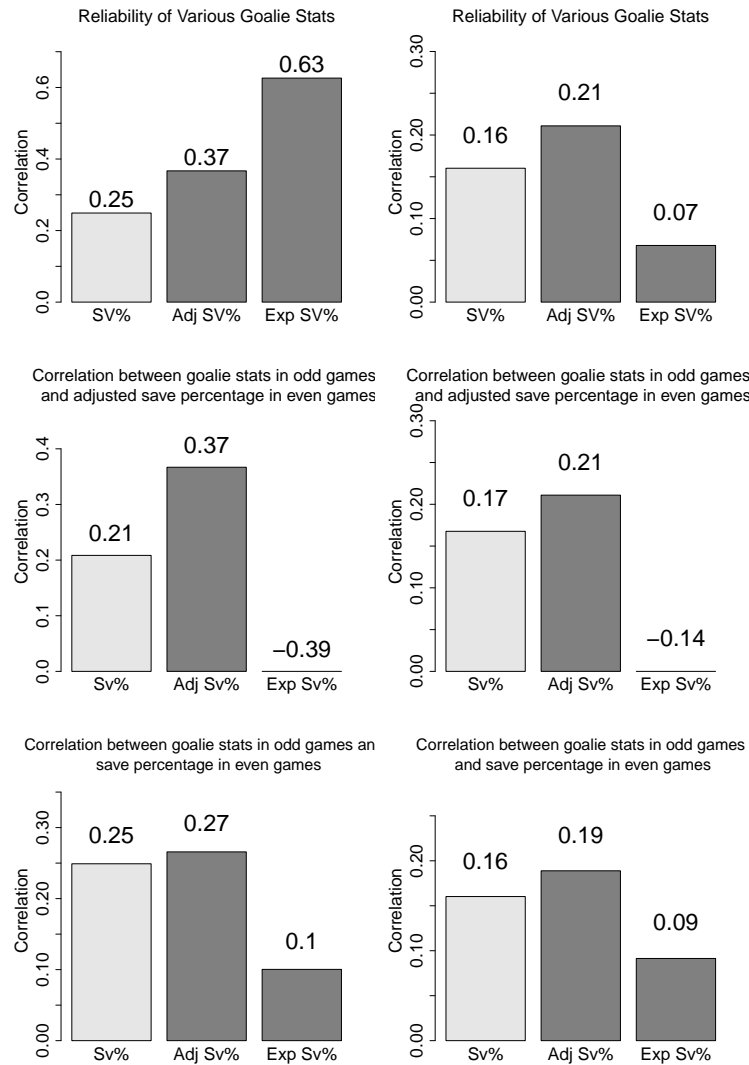 Reliability of Various Goalie Stats
Correlation
0.0 0.2 0.4 0.6
0.25
0.37
0.63
SV% Adj SV% Exp SV%
Reliability of Various Goalie Stats
Correlation
0.00 0.10 0.20 0.30
0.16
0.21
0.07
SV% Adj SV% Exp SV%
Correlation between goalie stats in odd games
and adjusted save percentage in even games
Correlation
0.0 0.1 0.2 0.3 0.4
0.21
0.37
−0.39
Sv% Adj Sv% Exp Sv%
Correlation between goalie stats in odd games
and adjusted save percentage in even games
Correlation
0.00 0.10 0.20 0.30
0.17
0.21
−0.14
Sv% Adj Sv% Exp Sv%
Correlation between goalie stats in odd games an
save percentage in even games
Correlation
0.00 0.10 0.20 0.30
0.25
0.27
0.1
Sv% Adj Sv% Exp Sv%
Correlation between goalie stats in odd games
and save percentage in even games
Correlation
0.00 0.10 0.20
0.16
0.19
0.09
Sv% Adj Sv% Exp Sv%